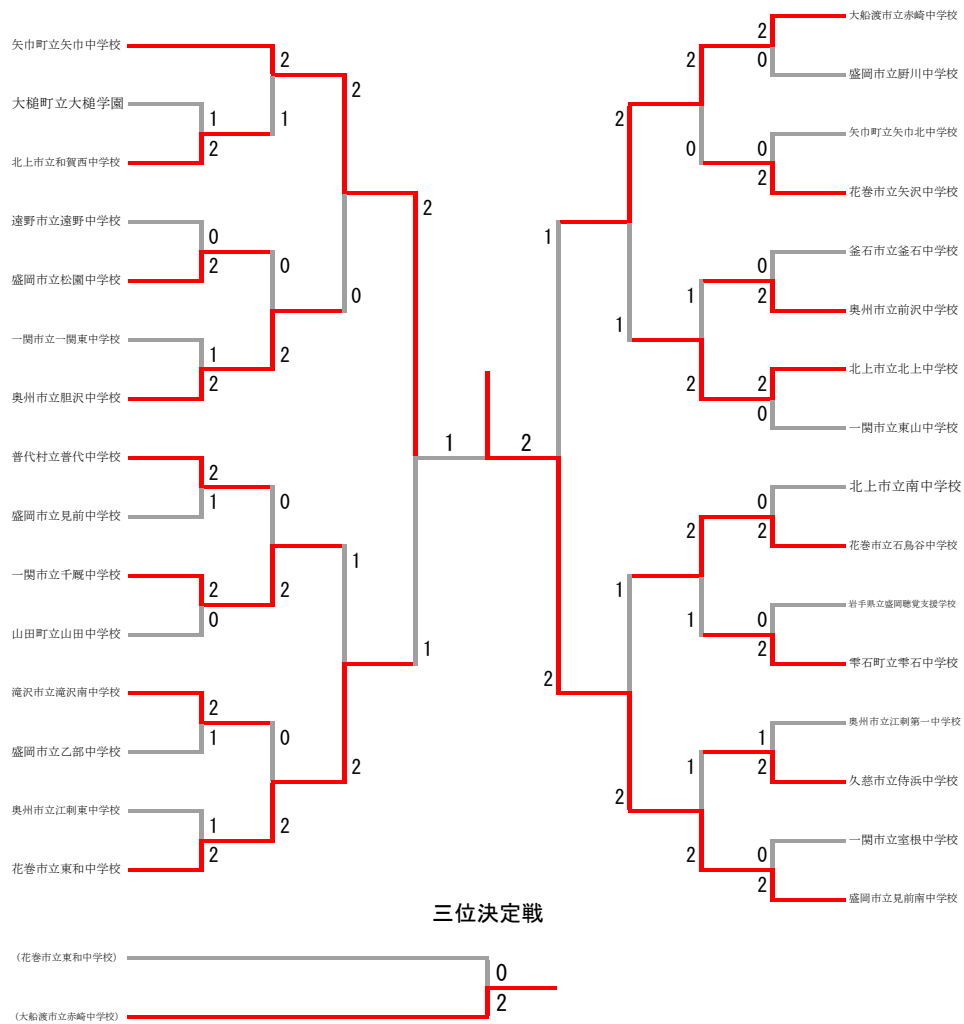 矢巾町立矢巾中学校
2
大槌町立大槌学園
1
1
2
北上市立和賀西中学校
2
遠野市立遠野中学校
0
0
2
盛岡市立松園中学校
0
一関市立一関東中学校
1
2
奥州市立胆沢中学校
2
2
普代村立普代中学校
2
0
盛岡市立見前中学校
1
1
一関市立千厩中学校
2
2
山田町立山田中学校
0
1
滝沢市立滝沢南中学校
2
0
盛岡市立乙部中学校
1
2
奥州市立江刺東中学校
1
2
花巻市立東和中学校
2
1
2
大船渡市立赤崎中学校
2
2
盛岡市立厨川中学校
0
2
矢巾町立矢巾北中学校
0
0
花巻市立矢沢中学校
2
1
釜石市立釜石中学校
0
1
奥州市立前沢中学校
2
1
北上市立北上中学校
2
2
一関市立東山中学校
0
北上市立南中学校
0
2
花巻市立石鳥谷中学校
2
1
岩手県立盛岡聴覚支援学校
0
1
雫石町立雫石中学校
2
2
奥州市立江刺第一中学校
1
1
久慈市立侍浜中学校
2
2
一関市立室根中学校
0
2
盛岡市立見前南中学校
2
三位決定戦
(花巻市立東和中学校)
0
(大船渡市立赤崎中学校)
2